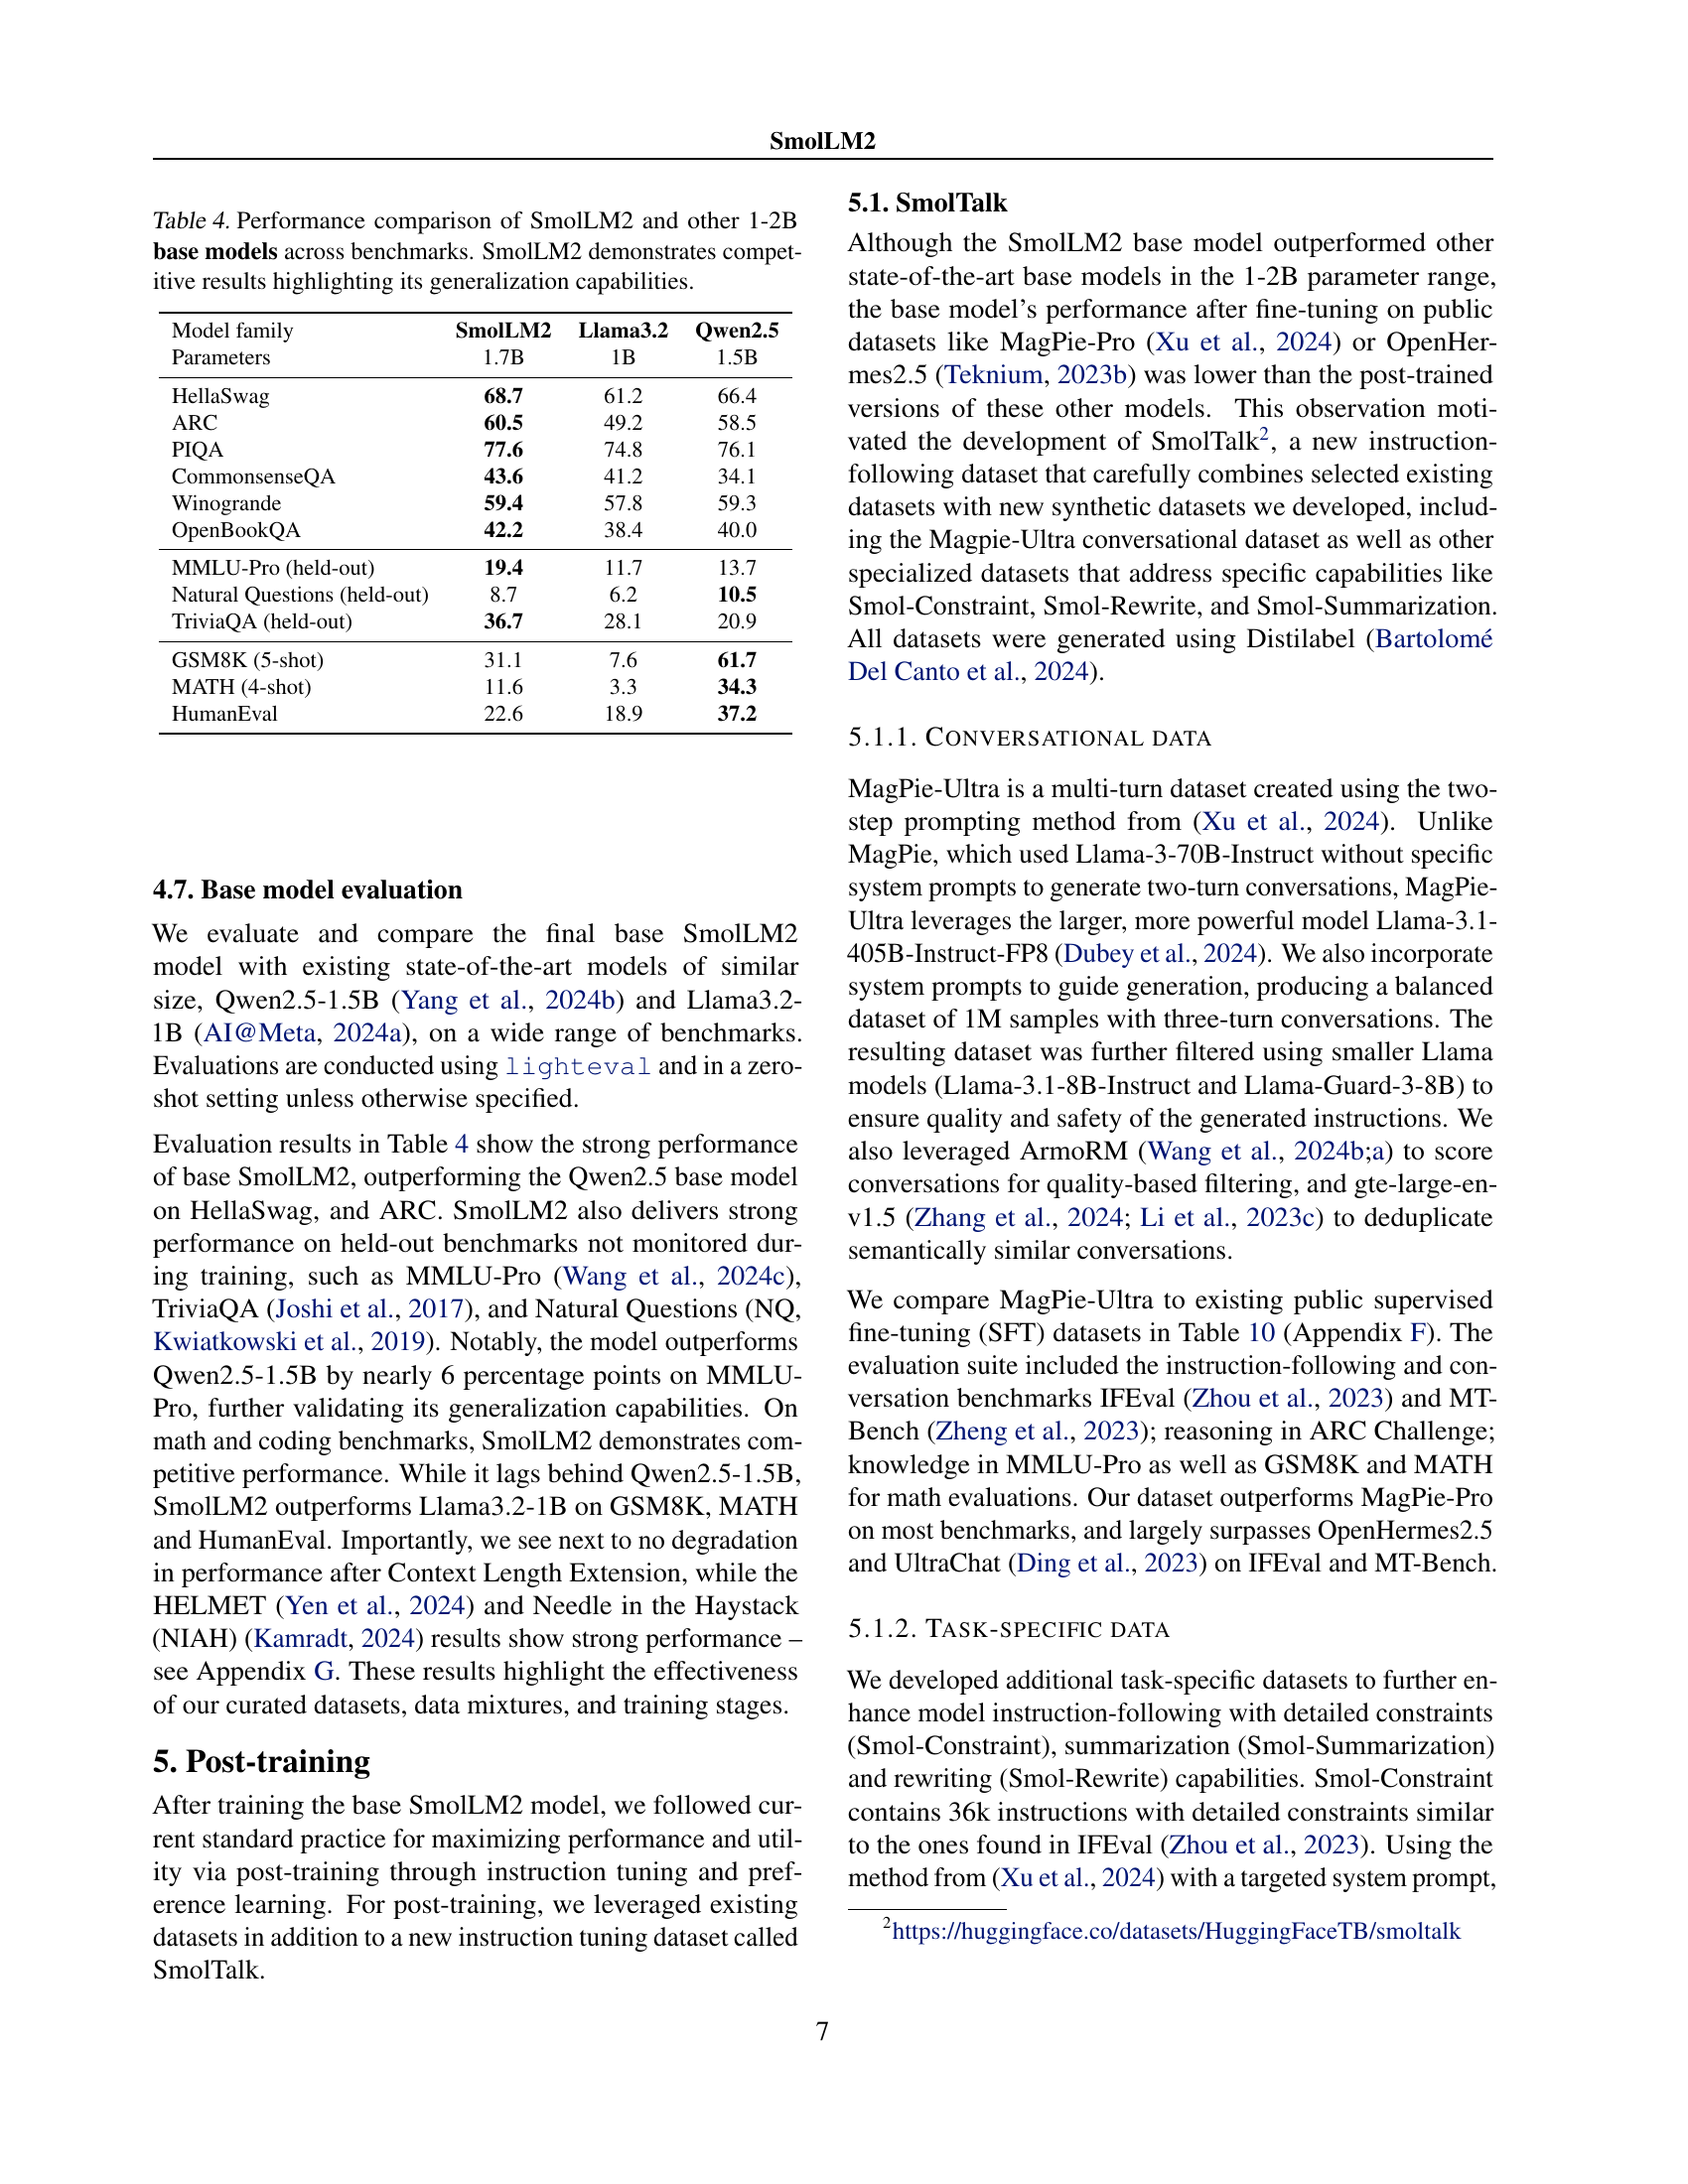 SmolLM2
Table 4. Performance comparison of SmolLM2 and other 1-2B
base models across benchmarks. SmolLM2 demonstrates compet-
itive results highlighting its generalization capabilities.
Model family SmolLM2 Llama3.2 Qwen2.5
Parameters 1.7B 1B 1.5B
HellaSwag 68.7 61.2 66.4
ARC 60.5 49.2 58.5
PIQA 77.6 74.8 76.1
CommonsenseQA 43.6 41.2 34.1
Winogrande 59.4 57.8 59.3
OpenBookQA 42.2 38.4 40.0
MMLU-Pro (held-out) 19.4 11.7 13.7
Natural Questions (held-out) 8.7 6.2 10.5
TriviaQA (held-out) 36.7 28.1 20.9
GSM8K (5-shot) 31.1 7.6 61.7
MATH (4-shot) 11.6 3.3 34.3
HumanEval 22.6 18.9 37.2
4.7. Base model evaluation
We evaluate and compare the final base SmolLM2
model with existing state-of-the-art models of similar
size, Qwen2.5-1.5B (Yang et al., 2024b) and Llama3.2-
1B (AI@Meta, 2024a), on a wide range of benchmarks.
Evaluations are conducted using lighteval and in a zero-
shot setting unless otherwise specified.
Evaluation results in Table 4 show the strong performance
of base SmolLM2, outperforming the Qwen2.5 base model
on HellaSwag, and ARC. SmolLM2 also delivers strong
performance on held-out benchmarks not monitored dur-
ing training, such as MMLU-Pro (Wang et al., 2024c),
TriviaQA (Joshi et al., 2017), and Natural Questions (NQ,
Kwiatkowski et al., 2019). Notably, the model outperforms
Qwen2.5-1.5B by nearly 6 percentage points on MMLU-
Pro, further validating its generalization capabilities. On
math and coding benchmarks, SmolLM2 demonstrates com-
petitive performance. While it lags behind Qwen2.5-1.5B,
SmolLM2 outperforms Llama3.2-1B on GSM8K, MATH
and HumanEval. Importantly, we see next to no degradation
in performance after Context Length Extension, while the
HELMET (Yen et al., 2024) and Needle in the Haystack
(NIAH) (Kamradt, 2024) results show strong performance –
see Appendix G. These results highlight the effectiveness
of our curated datasets, data mixtures, and training stages.
5. Post-training
After training the base SmolLM2 model, we followed cur-
rent standard practice for maximizing performance and util-
ity via post-training through instruction tuning and pref-
erence learning. For post-training, we leveraged existing
datasets in addition to a new instruction tuning dataset called
SmolTalk.
5.1. SmolTalk
Although the SmolLM2 base model outperformed other
state-of-the-art base models in the 1-2B parameter range,
the base model's performance after fine-tuning on public
datasets like MagPie-Pro (Xu et al., 2024) or OpenHer-
mes2.5 (Teknium, 2023b) was lower than the post-trained
versions of these other models. This observation moti-
vated the development of SmolTalk2, a new instruction-
following dataset that carefully combines selected existing
datasets with new synthetic datasets we developed, includ-
ing the Magpie-Ultra conversational dataset as well as other
specialized datasets that address specific capabilities like
Smol-Constraint, Smol-Rewrite, and Smol-Summarization.
All datasets were generated using Distilabel (Bartolomé
Del Canto et al., 2024).
5.1.1. CONVERSATIONAL DATA
MagPie-Ultra is a multi-turn dataset created using the two-
step prompting method from (Xu et al., 2024). Unlike
MagPie, which used Llama-3-70B-Instruct without specific
system prompts to generate two-turn conversations, MagPie-
Ultra leverages the larger, more powerful model Llama-3.1-
405B-Instruct-FP8 (Dubey et al., 2024). We also incorporate
system prompts to guide generation, producing a balanced
dataset of 1M samples with three-turn conversations. The
resulting dataset was further filtered using smaller Llama
models (Llama-3.1-8B-Instruct and Llama-Guard-3-8B) to
ensure quality and safety of the generated instructions. We
also leveraged ArmoRM (Wang et al., 2024b;a) to score
conversations for quality-based filtering, and gte-large-en-
v1.5 (Zhang et al., 2024; Li et al., 2023c) to deduplicate
semantically similar conversations.
We compare MagPie-Ultra to existing public supervised
fine-tuning (SFT) datasets in Table 10 (Appendix F). The
evaluation suite included the instruction-following and con-
versation benchmarks IFEval (Zhou et al., 2023) and MT-
Bench (Zheng et al., 2023); reasoning in ARC Challenge;
knowledge in MMLU-Pro as well as GSM8K and MATH
for math evaluations. Our dataset outperforms MagPie-Pro
on most benchmarks, and largely surpasses OpenHermes2.5
and UltraChat (Ding et al., 2023) on IFEval and MT-Bench.
5.1.2. TASK-SPECIFIC DATA
We developed additional task-specific datasets to further en-
hance model instruction-following with detailed constraints
(Smol-Constraint), summarization (Smol-Summarization)
and rewriting (Smol-Rewrite) capabilities. Smol-Constraint
contains 36k instructions with detailed constraints similar
to the ones found in IFEval (Zhou et al., 2023). Using the
method from (Xu et al., 2024) with a targeted system prompt,
2https://huggingface.co/datasets/HuggingFaceTB/smoltalk
7